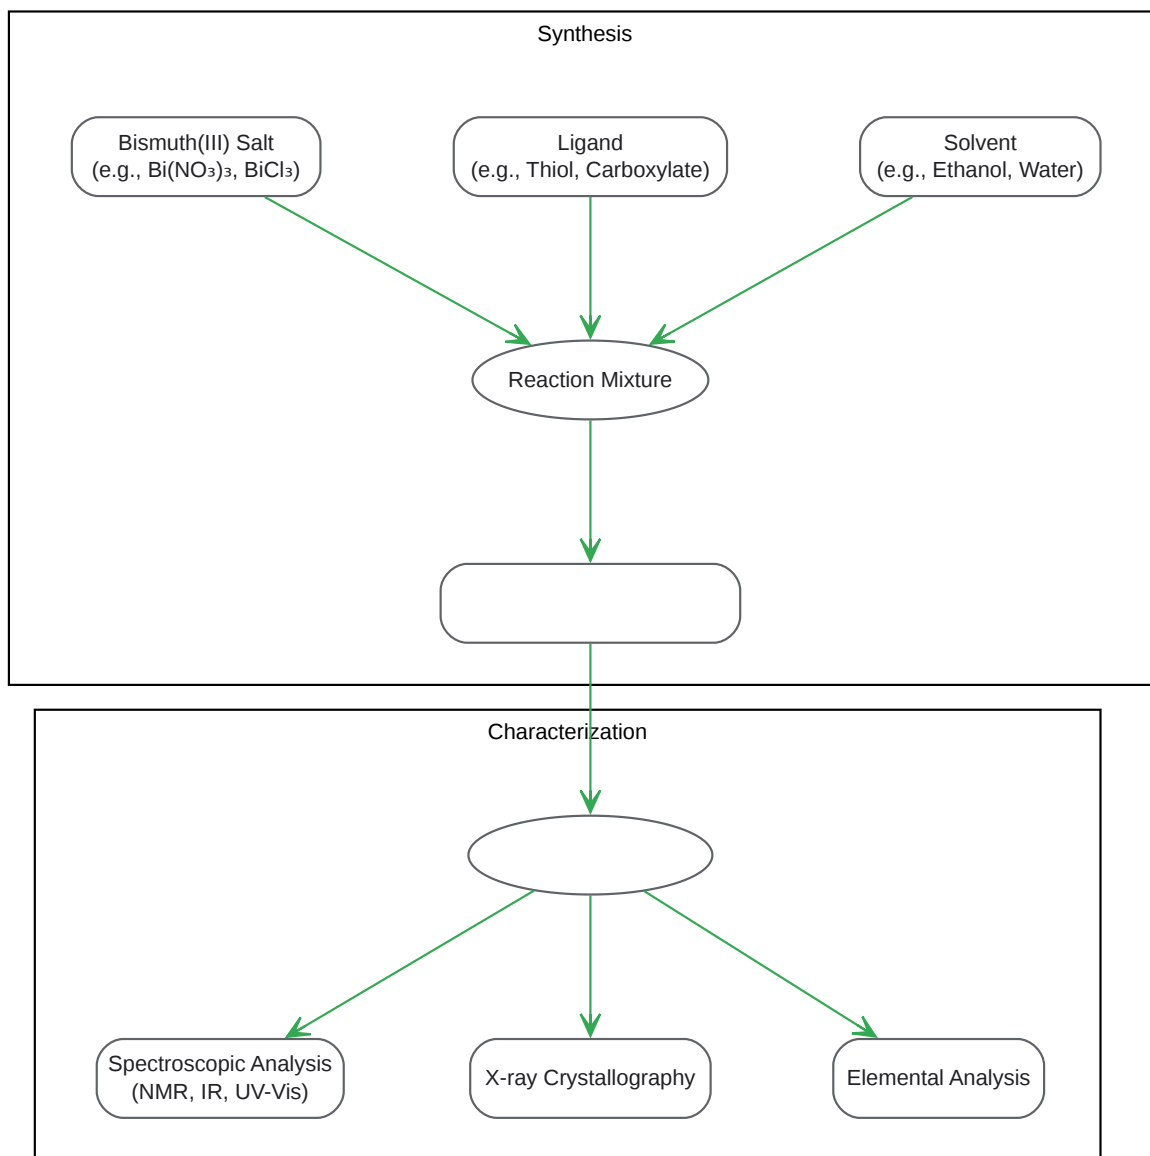 Synthesis
Bismuth(III) Salt
(e.g., Bi(NO₃)₃, BiCl₃)
Ligand
(e.g., Thiol, Carboxylate)
Solvent
(e.g., Ethanol, Water)
Reaction Mixture
Characterization
Spectroscopic Analysis
(NMR, IR, UV-Vis)
X-ray Crystallography
Elemental Analysis